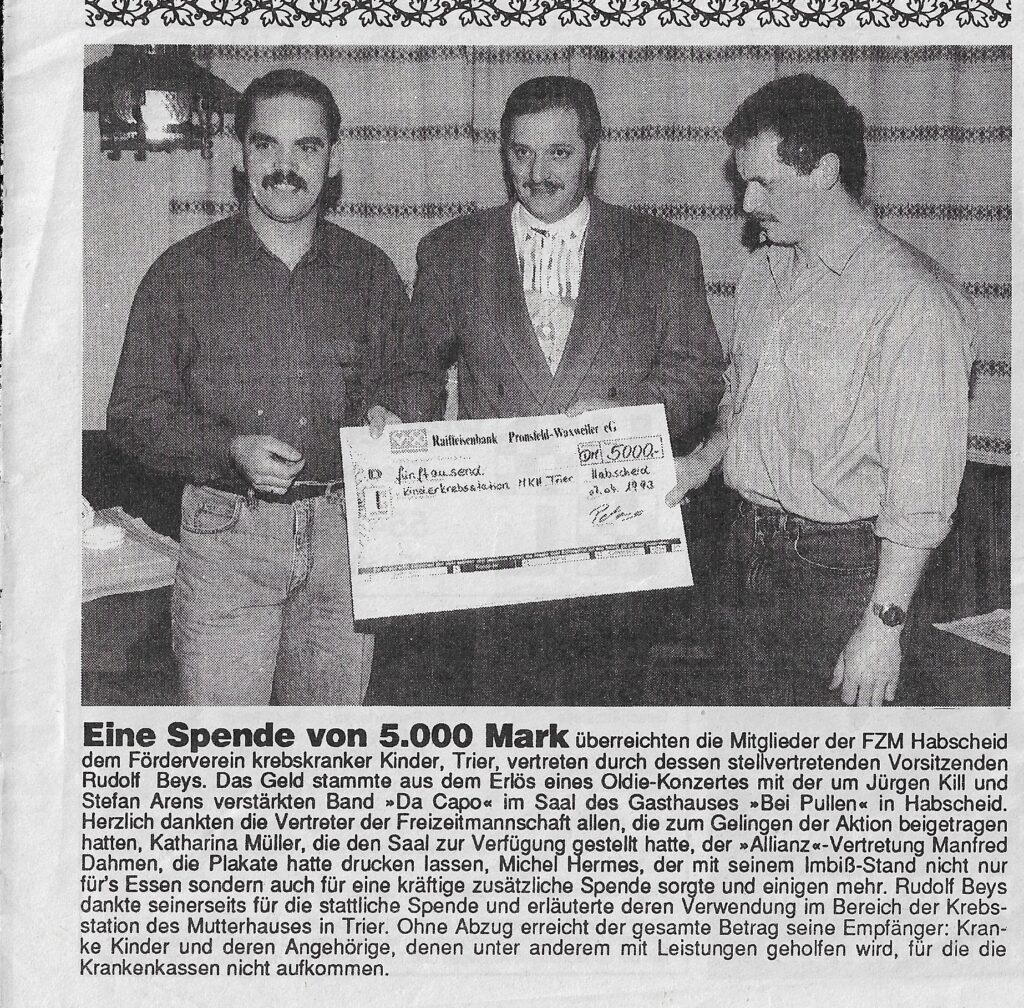 Raiffeisenbank Pronsfeld-Waxweiler eG
DM 5000,-
fünftausend.
Habscheid
Kinderkrebsstation MKH Trier
07.04.1993
Eine Spende von 5.000 Mark überreichten die Mitglieder der FZM Habscheid
dem Förderverein krebskranker Kinder, Trier, vertreten durch dessen stellvertretenden Vorsitzenden
Rudolf Beys. Das Geld stammte aus dem Erlös eines Oldie-Konzertes mit der um Jürgen Kill und
Stefan Arens verstärkten Band »Da Capo« im Saal des Gasthauses »Bei Pullen« in Habscheid.
Herzlich dankten die Vertreter der Freizeitmannschaft allen, die zum Gelingen der Aktion beigetragen
hatten, Katharina Müller, die den Saal zur Verfügung gestellt hatte, der »Allianz«-Vertretung Manfred
Dahmen, die Plakate hatte drucken lassen, Michel Hermes, der mit seinem Imbiß-Stand nicht nur
für's Essen sondern auch für eine kräftige zusätzliche Spende sorgte und einigen mehr. Rudolf Beys
dankte seinerseits für die stattliche Spende und erläuterte deren Verwendung im Bereich der Krebs-
station des Mutterhauses in Trier. Ohne Abzug erreicht der gesamte Betrag seine Empfänger: Kran-
ke Kinder und deren Angehörige, denen unter anderem mit Leistungen geholfen wird, für die die
Krankenkassen nicht aufkommen.